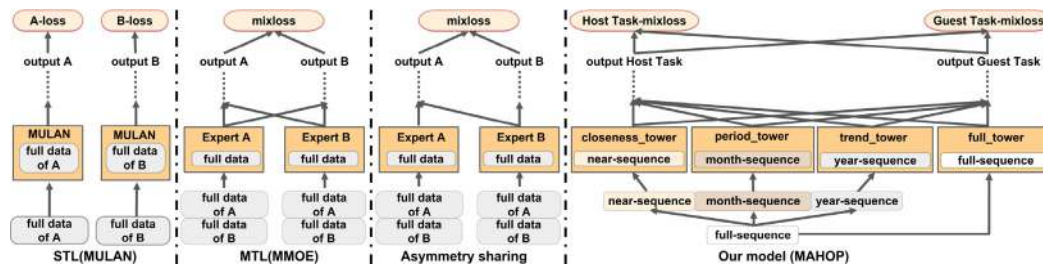 A-loss
B-loss
output A
output B
MULAN
full data
of A
MULAN
full data
of B
full data
of A
full data
of B
STL(MULAN)
mixloss
output A
output B
Expert A
full data
Expert B
full data
full data
of A
full data
of B
full data
of A
full data
of B
MTL(MMOE)
mixloss
output A
output B
Expert A
full data
Expert B
full data
full data
of A
full data
of B
full data
of A
full data
of B
Asymmetry sharing
Host Task-mixloss
Guest Task-mixloss
output Host Task
output Guest Task
closeness_tower
near-sequence
period_tower
month-sequence
trend_tower
year-sequence
full_tower
full-sequence
near-sequence
month-sequence
year-sequence
full-sequence
Our model (MAHOP)